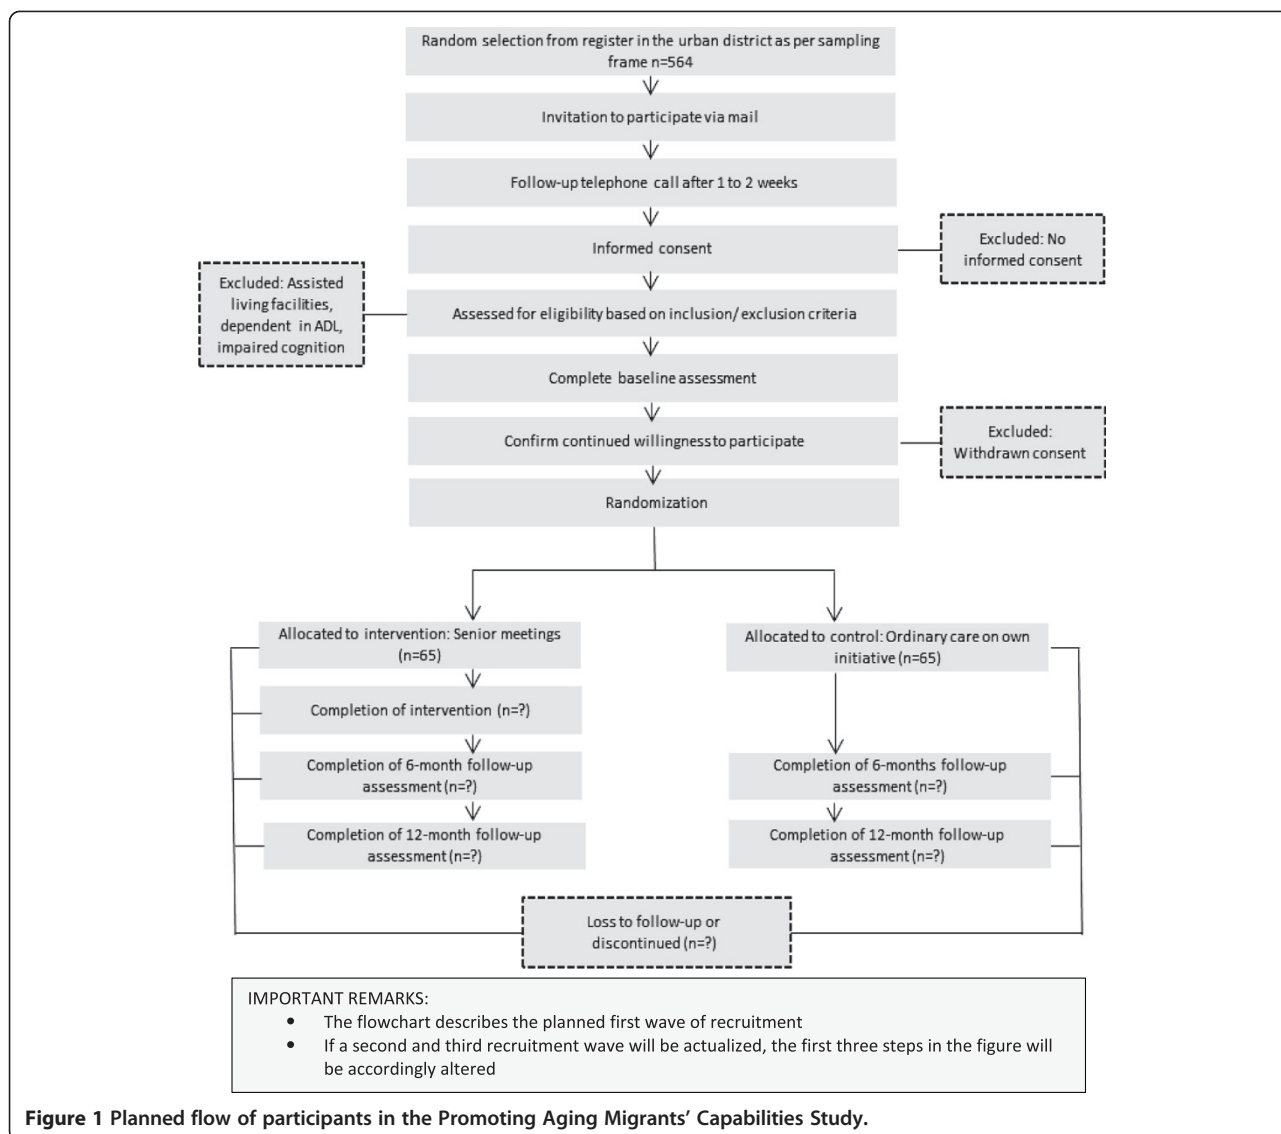 Random selection from register in the urban district as per sampling
frame n=564
Invitation to participate via mail
Follow-up telephone call after 1 to 2 weeks
Informed consent
Excluded: No
informed consent
Excluded: Assisted
living facilities,
dependent in ADL,
impaired cognition
Assessed for eligibility based on inclusion/ exclusion criteria
Complete baseline assessment
Confirm continued willingness to participate
Excluded:
Withdrawn consent
Randomization
Allocated to intervention: Senior meetings
(n=65)
Allocated to control: Ordinary care on own
initiative (n=65)
Completion of intervention (n=?)
Completion of 6-month follow-up
assessment (n=?)
Completion of 6-months follow-up
assessment (n=?)
Completion of 12-month follow-up
assessment (n=?)
Completion of 12-month follow-up
assessment (n=?)
Loss to follow-up or
discontinued (n=?)
IMPORTANT REMARKS:
• The flowchart describes the planned first wave of recruitment
• If a second and third recruitment wave will be actualized, the first three steps in the figure will
be accordingly altered
Figure 1 Planned flow of participants in the Promoting Aging Migrants' Capabilities Study.